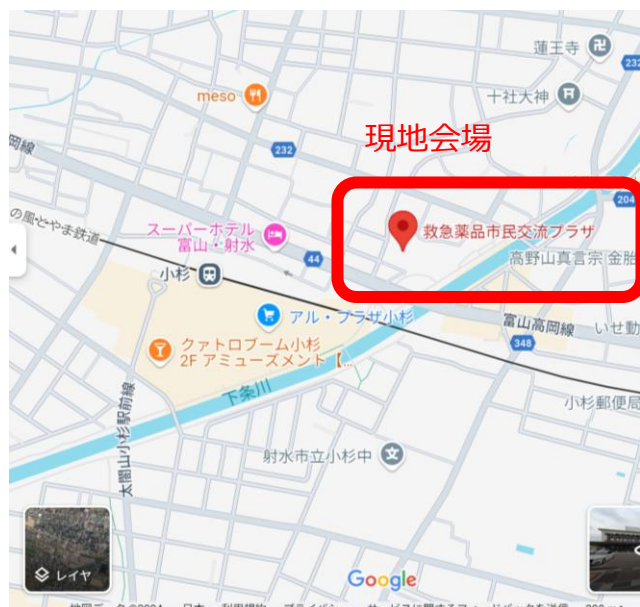 蓮王寺
232
meso
十社大神
現地会場
岡線
232
204
の風とやま鉄道
スーパーホテル
富山・射水
救急薬品市民交流プラザ
44
高野山真言宗 金胎
小杉
アル・プラザ小杉
富山高岡線
いせ動
クァトロブーム小杉
2F アミューズメント【...
348
下条川
太閤山小杉駅前線
小杉郵便局
射水市立小杉中
レイヤ
Google